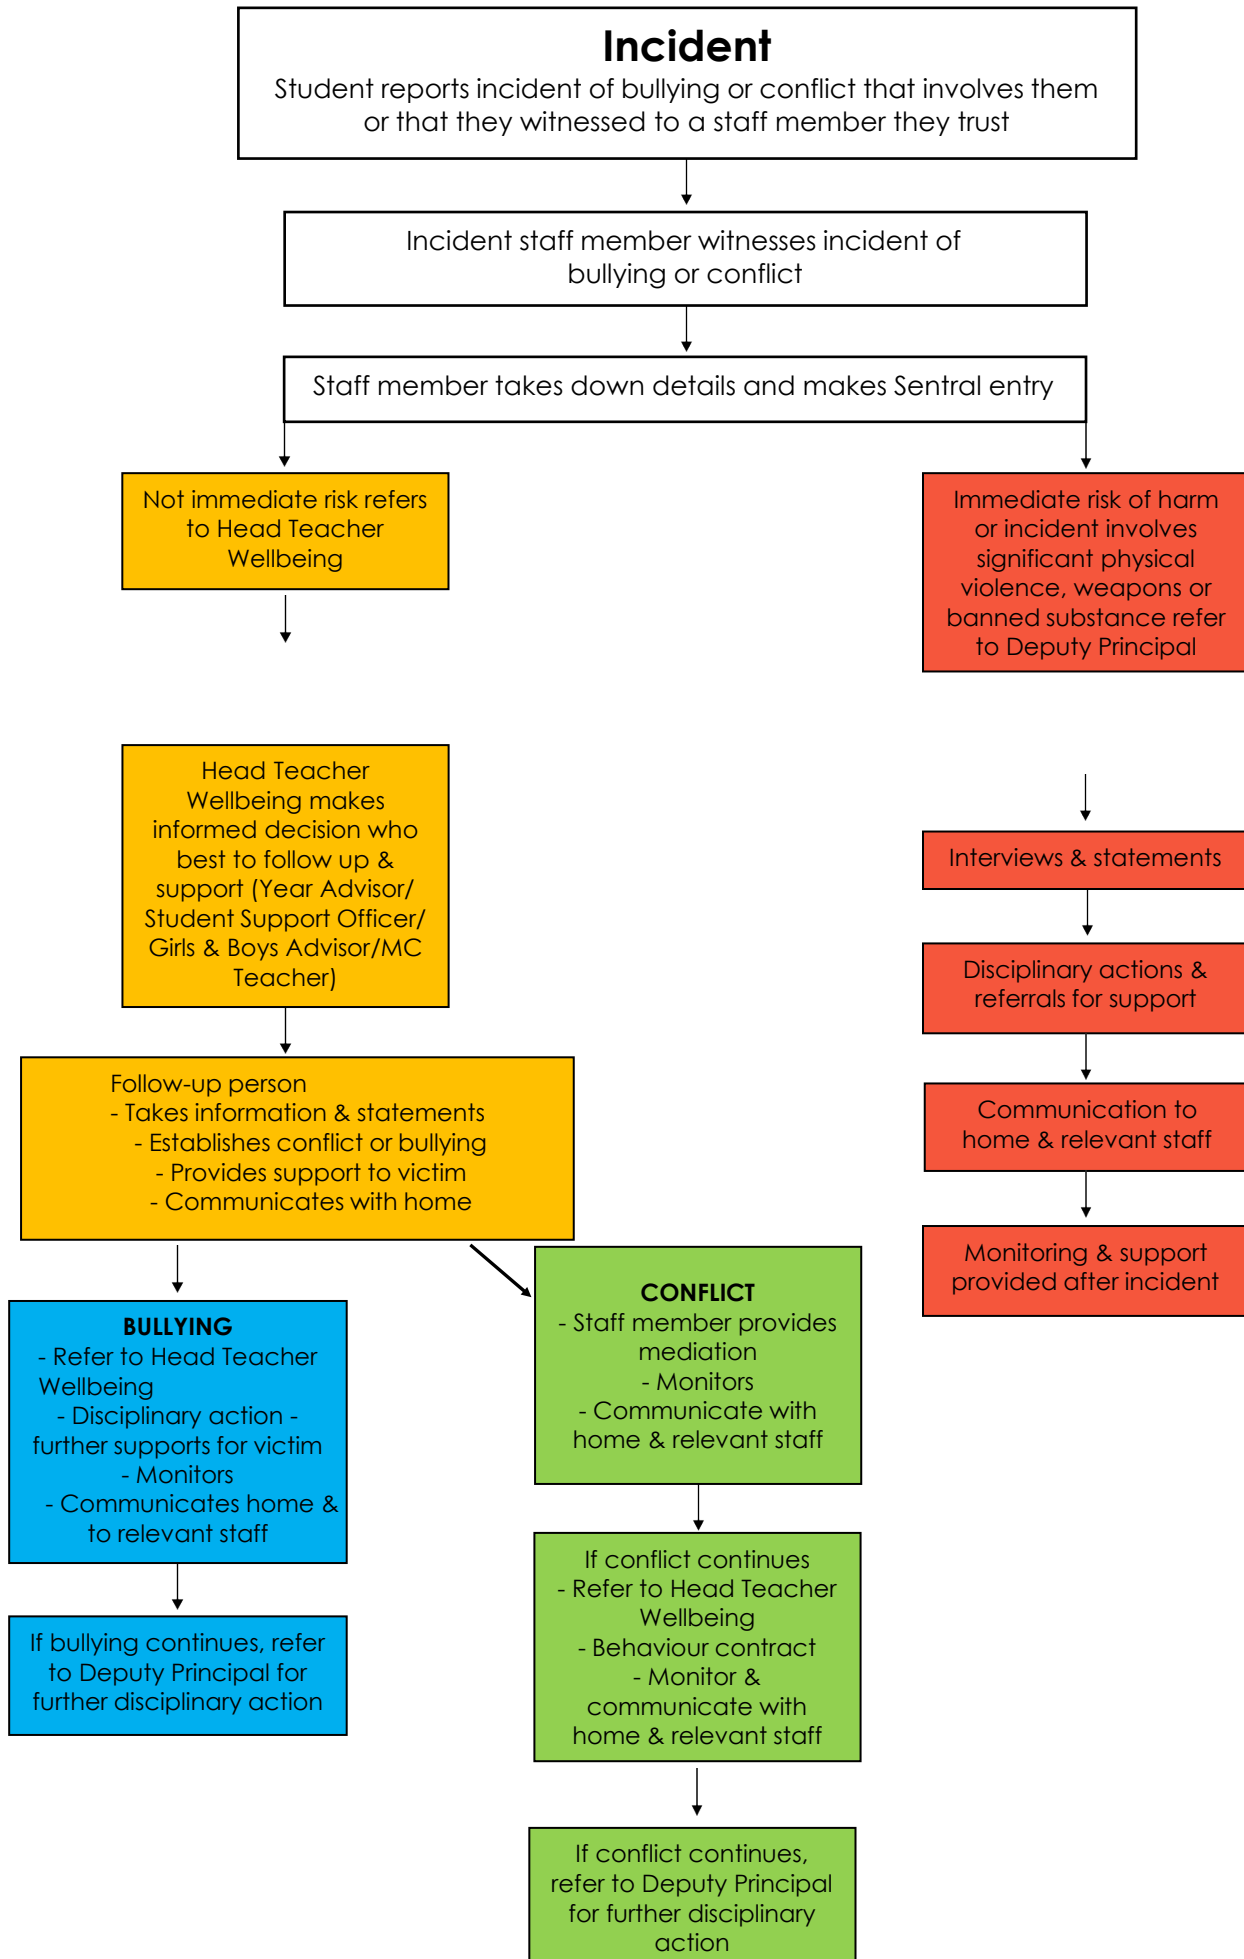 Incident
Student reports incident of bullying or conflict that involves them
or that they witnessed to a staff member they trust
Incident staff member witnesses incident of
bullying or conflict
Staff member takes down details and makes Sentral entry
Not immediate risk refers
to Head Teacher
Wellbeing
Immediate risk of harm
or incident involves
significant physical
violence, weapons or
banned substance refer
to Deputy Principal
Head Teacher
Wellbeing makes
informed decision who
best to follow up &
support (Year Advisor/
Student Support Officer/
Girls & Boys Advisor/MC
Teacher)
Interviews & statements
Disciplinary actions &
referrals for support
Communication to
home & relevant staff
Monitoring & support
provided after incident
Follow-up person
- Takes information & statements
- Establishes conflict or bullying
- Provides support to victim
- Communicates with home
BULLYING
- Refer to Head Teacher
Wellbeing
- Disciplinary action -
further supports for victim
- Monitors
- Communicates home &
to relevant staff
If bullying continues, refer
to Deputy Principal for
further disciplinary action
CONFLICT
- Staff member provides
mediation
- Monitors
- Communicate with
home & relevant staff
If conflict continues
- Refer to Head Teacher
Wellbeing
- Behaviour contract
- Monitor &
communicate with
home & relevant staff
If conflict continues,
refer to Deputy Principal
for further disciplinary
action